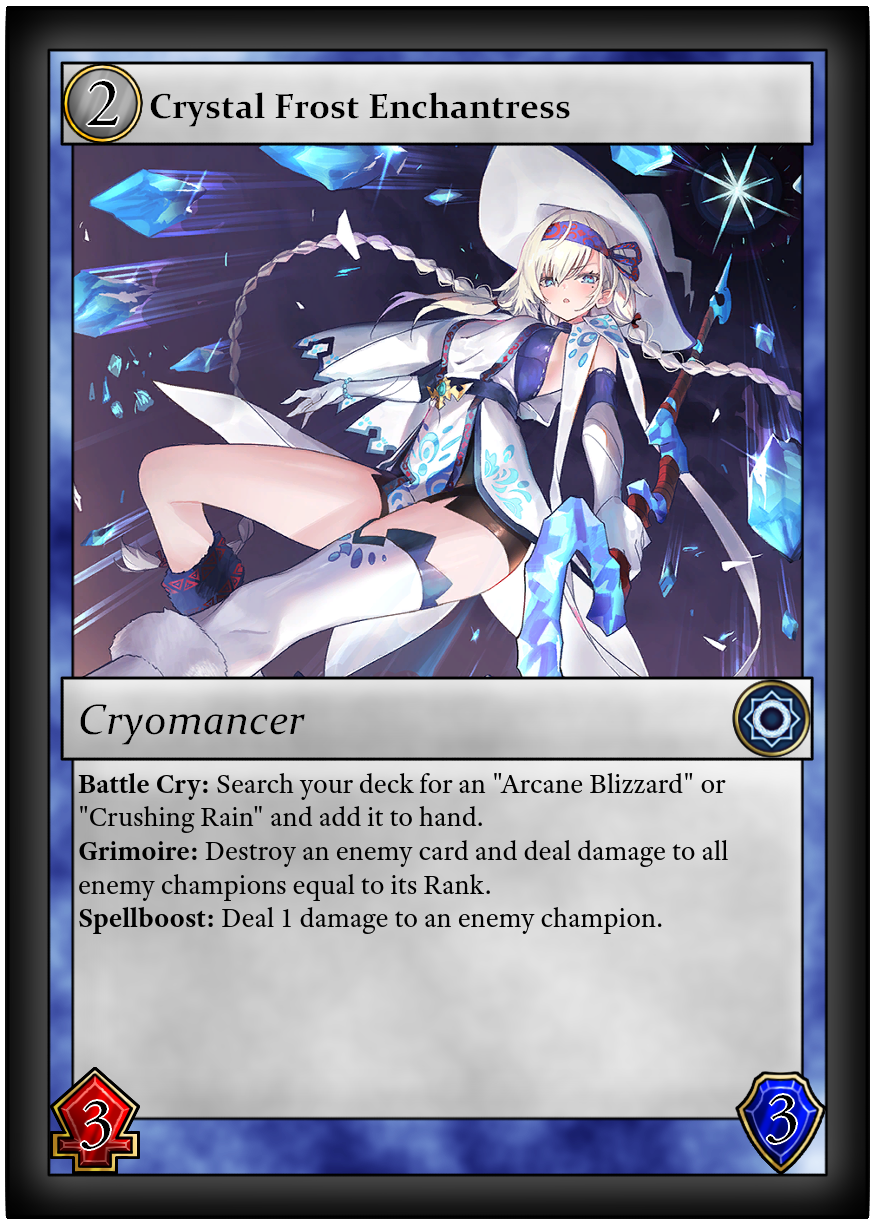 2 Crystal Frost Enchantress
Cryomancer
Battle Cry: Search your deck for an "Arcane Blizzard" or
"Crushing Rain" and add it to hand.
Grimoire: Destroy an enemy card and deal damage to all
enemy champions equal to its Rank.
Spellboost: Deal 1 damage to an enemy champion.
3 3